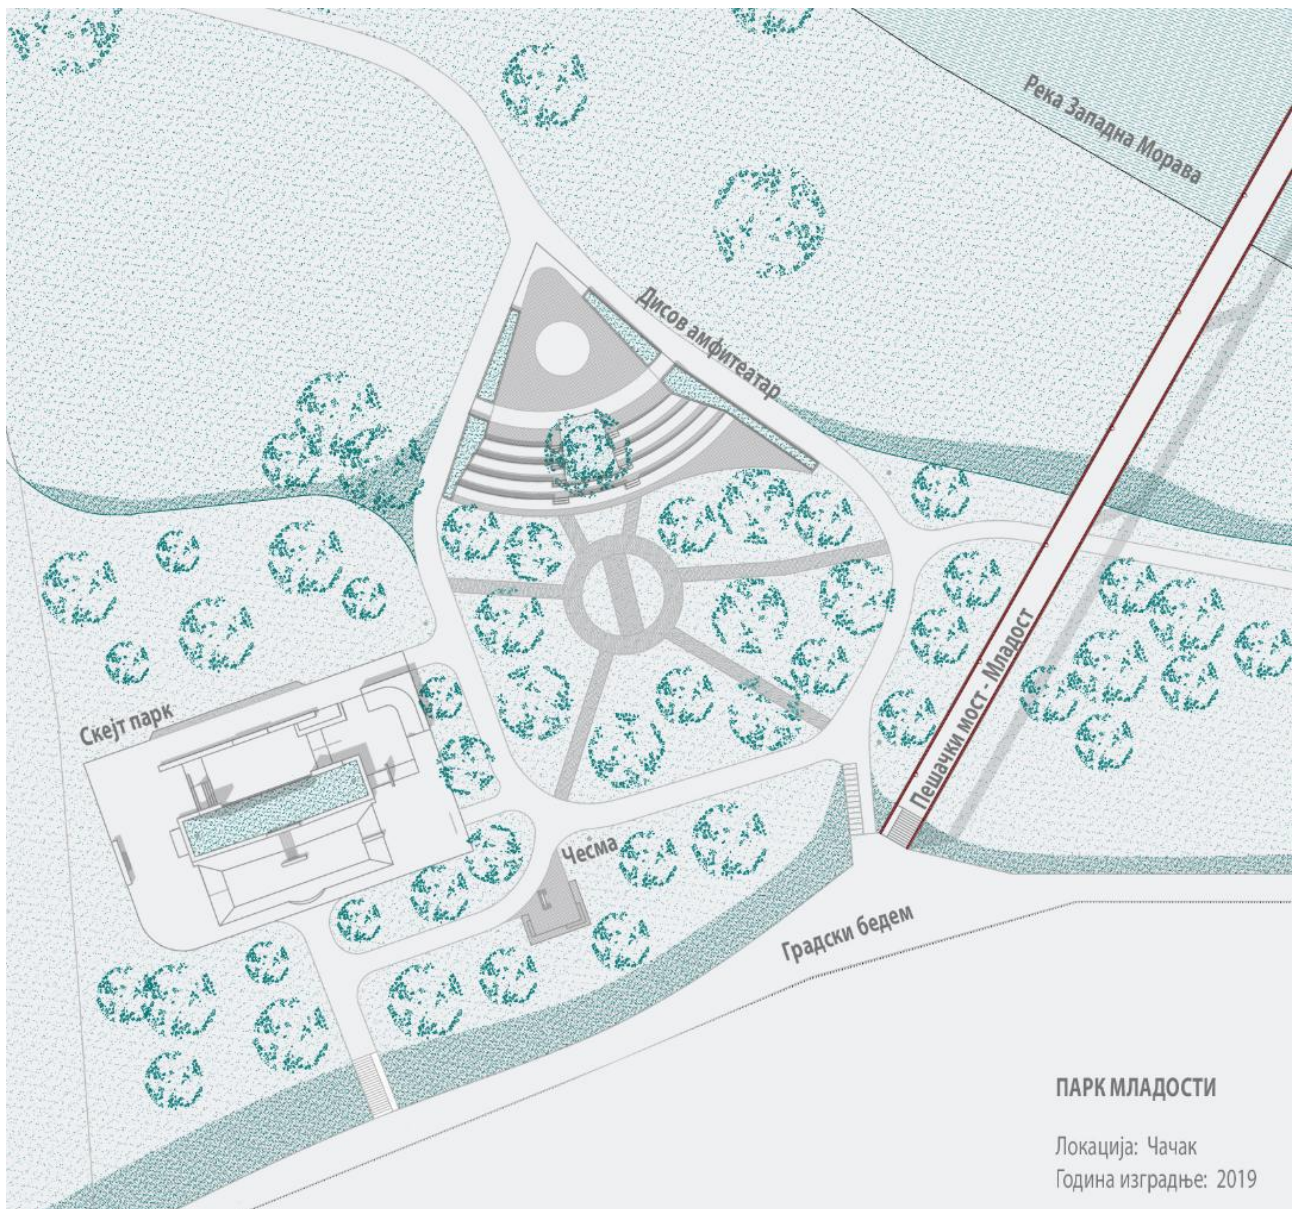 Река Западна Морава
Дисов амфитеатар
Пешачки мост - Младост
Скејт парк
Чесма
Градски бедем
ПАРК МЛАДОСТИ
Локација: Чачак
Година изградње: 2019